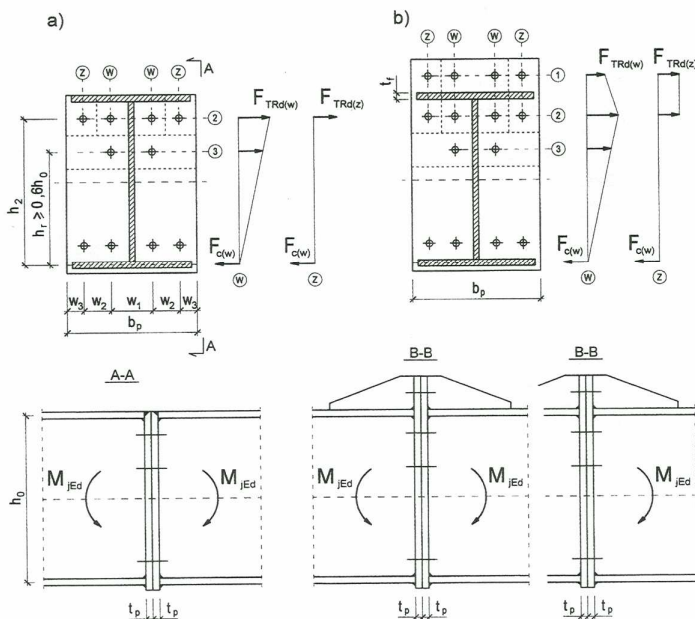 a)
b)
A
z w w z
z w w z
F_TRd(w) F_TRd(z)
F_TRd(w) F_TRd(z)
t_f
1
2
2
3
3
h_2
h_r ⩾ 0,6h_0
F_c(w) F_c(w)
F_c(w) F_c(w)
w z
w z
w_3 w_2 w_1 w_2 w_3
b_p
b_p
A
A-A
B-B
B-B
h_0
M_jEd M_jEd
M_jEd M_jEd
M_jEd
t_p t_p
t_p t_p
t_p t_p